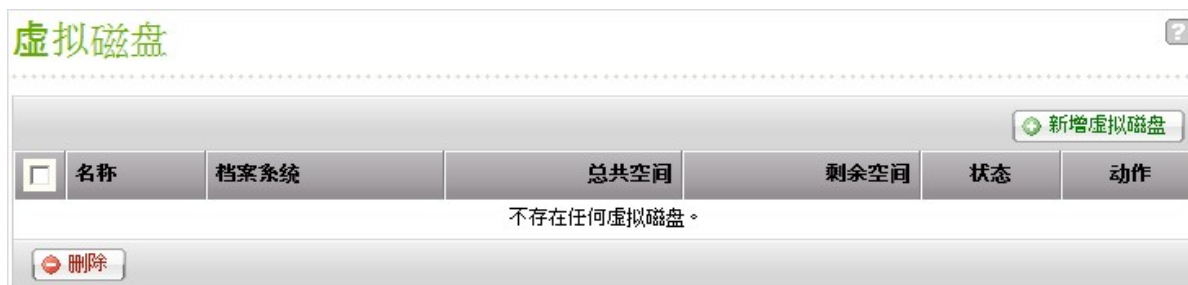 虚拟磁盘
?
新增虚拟磁盘
名称 档案系统 总共空间 剩余空间 状态 动作
不存在任何虚拟磁盘。
删除